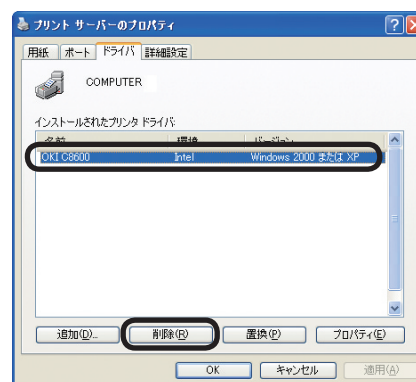 プリント サーバーのプロパティ
用紙 ポート ドライバ 詳細設定
COMPUTER
インストールされたプリンタ ドライバ:
名前 環境 バージョン
OKI C8600 Intel Windows 2000 または XP
追加(D)... 削除(R) 置換(P) プロパティ(E)
OK キャンセル 適用(A)